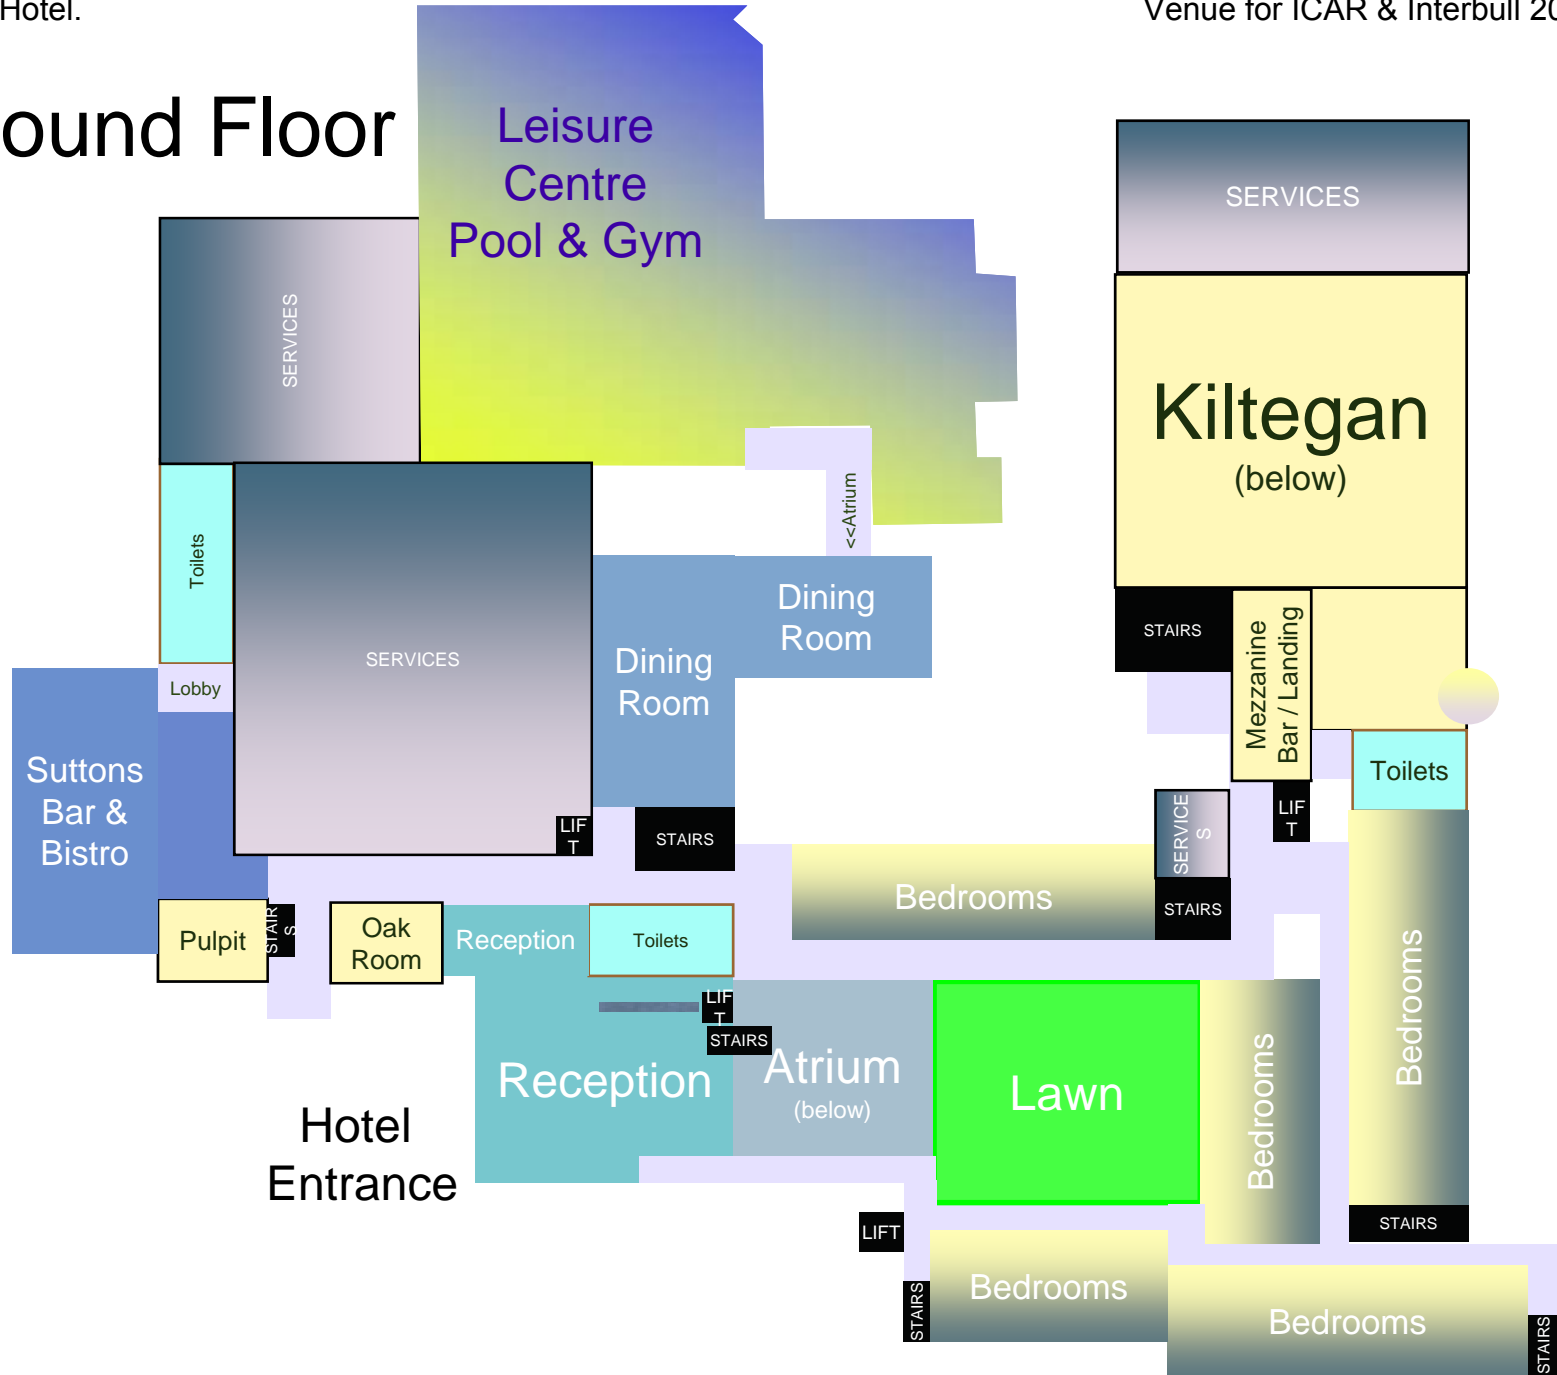 Hotel.
Venue for ICAR & Interbull 20
ound Floor
Leisure
Centre
Pool & Gym
SERVICES
SERVICES
Kiltegan
(below)
<<Atrium
Toilets
Dining
Room
Dining
Room
SERVICES
STAIRS
Mezzanine
Bar / Landing
Lobby
Toilets
Suttons
Bar &
Bistro
LIF
T
STAIRS
SERVICE
S
LIF
T
Bedrooms
STAIRS
Pulpit
STAIR
S
Oak
Room
Reception
Toilets
LIF
T
STAIRS
Reception
Atrium
(below)
Lawn
Bedrooms
Bedrooms
Hotel
Entrance
LIFT
STAIRS
Bedrooms
STAIRS
Bedrooms
STAIRS